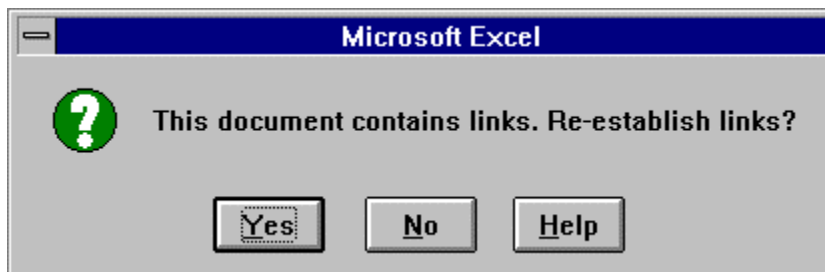 Microsoft Excel
This document contains links. Re-establish links?
Yes No Help